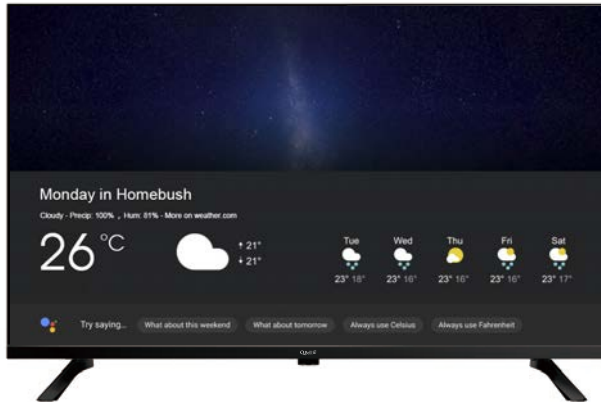 Monday in Homebush
Cloudy - Precip: 100% , Hum: 81% - More on weather.com
26 °C
↑ 21°
↓ 21°
Tue Wed Thu Fri Sat
23° 18° 23° 16° 23° 16° 23° 16° 23° 17°
Try saying... What about this weekend What about tomorrow Always use Celsius Always use Fahrenheit